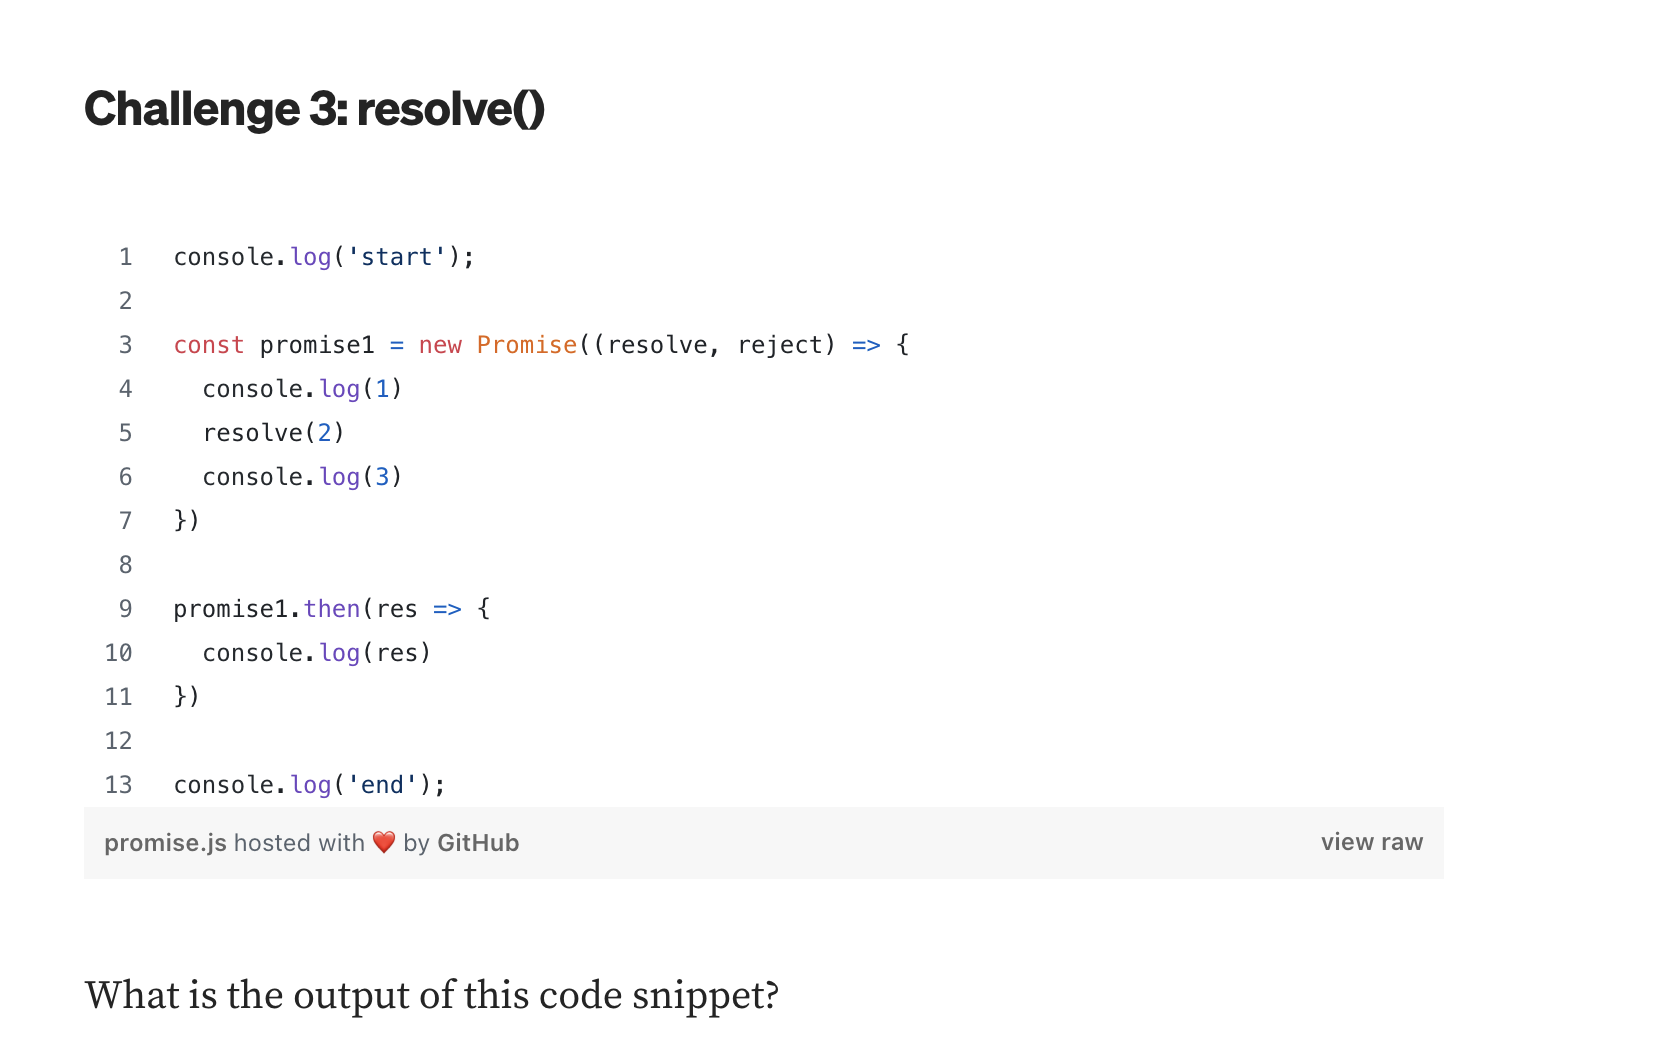 Challenge 3: resolve()
1 console.log('start');
2
3 const promise1 = new Promise((resolve, reject) => {
4   console.log(1)
5   resolve(2)
6   console.log(3)
7 })
8
9 promise1.then(res => {
10   console.log(res)
11 })
12
13 console.log('end');
promise.js hosted with ❤️ by GitHub view raw
What is the output of this code snippet?